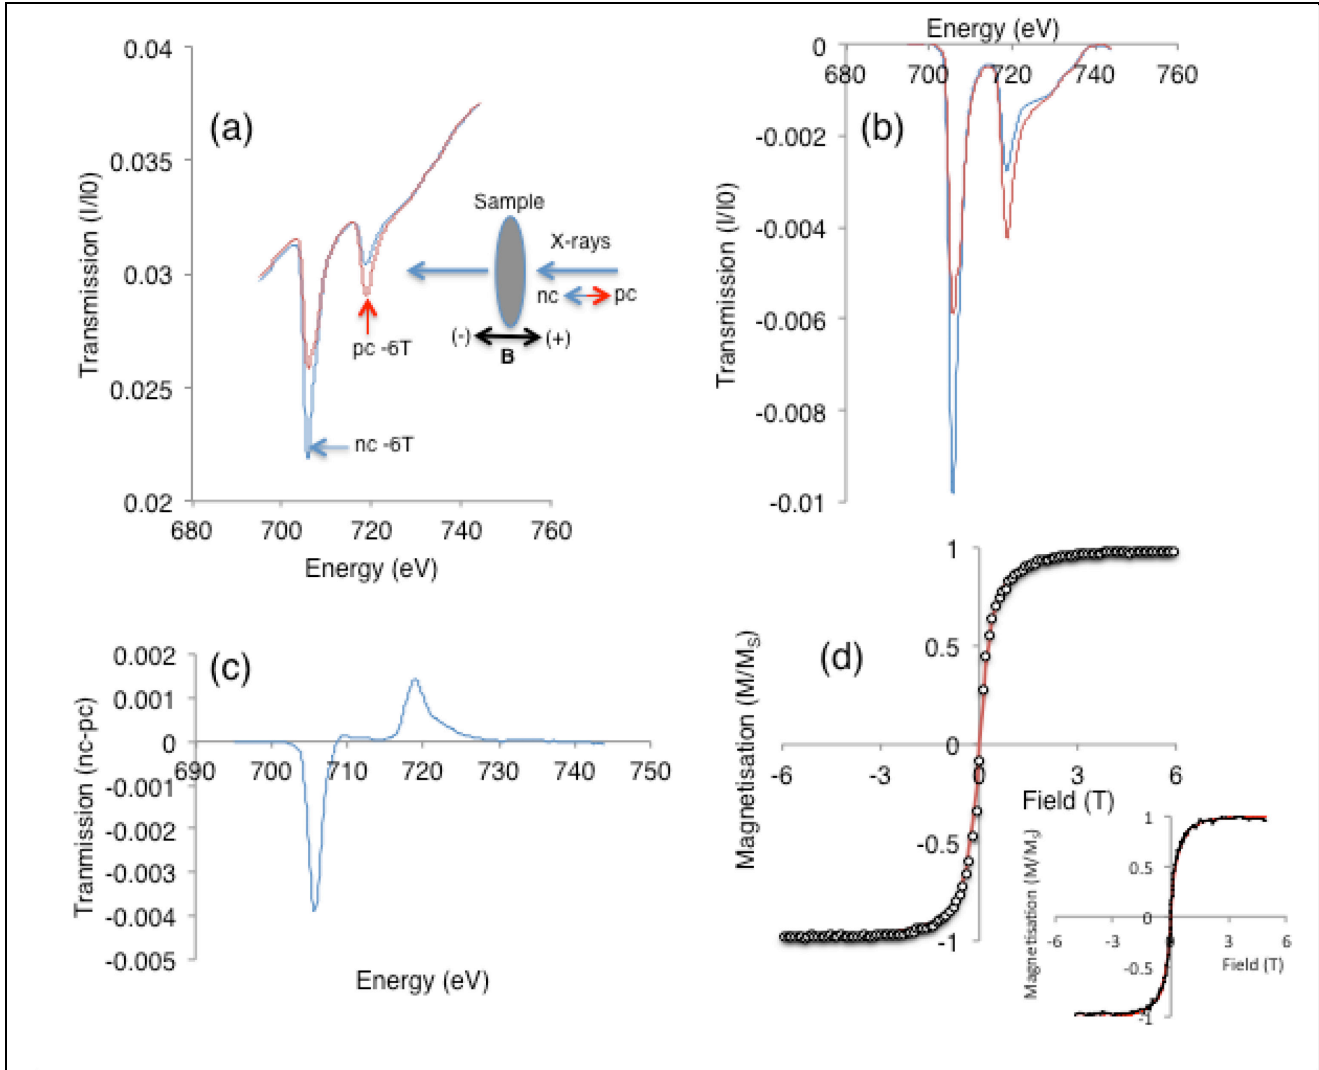 (a)
Transmission (I/I0)
0.04
0.035
0.03
0.025
0.02
680 700 720 740 760
Energy (eV)
Sample
X-rays
nc pc
(-) (+)
B
pc -6T
nc -6T
Energy (eV)
0
680 700 720 740 760
(b)
Transmission (I/I0)
-0.002
-0.004
-0.006
-0.008
-0.01
(c)
Tranmission (nc-pc)
0.002
0.001
0
690 700 710 720 730 740 750
-0.001
-0.002
-0.003
-0.004
-0.005
Energy (eV)
(d)
Magnetisation (M/MS)
1
0.5
0
-6 -3 0 3 6
Field (T)
-0.5
-1
Magnetisation (M/MS)
1
0.5
0
-6 -3 0 3 6
Field (T)
-0.5
-1